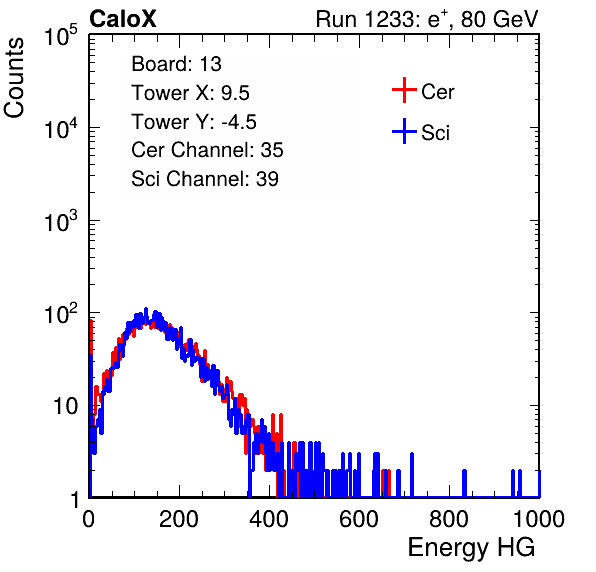 CaloX Run 1233: e⁺, 80 GeV
Counts
Board: 13
Tower X: 9.5
Tower Y: -4.5
Cer Channel: 35
Sci Channel: 39
Cer
Sci
10⁵
10⁴
10³
10²
10
1
0 200 400 600 800 1000
Energy HG